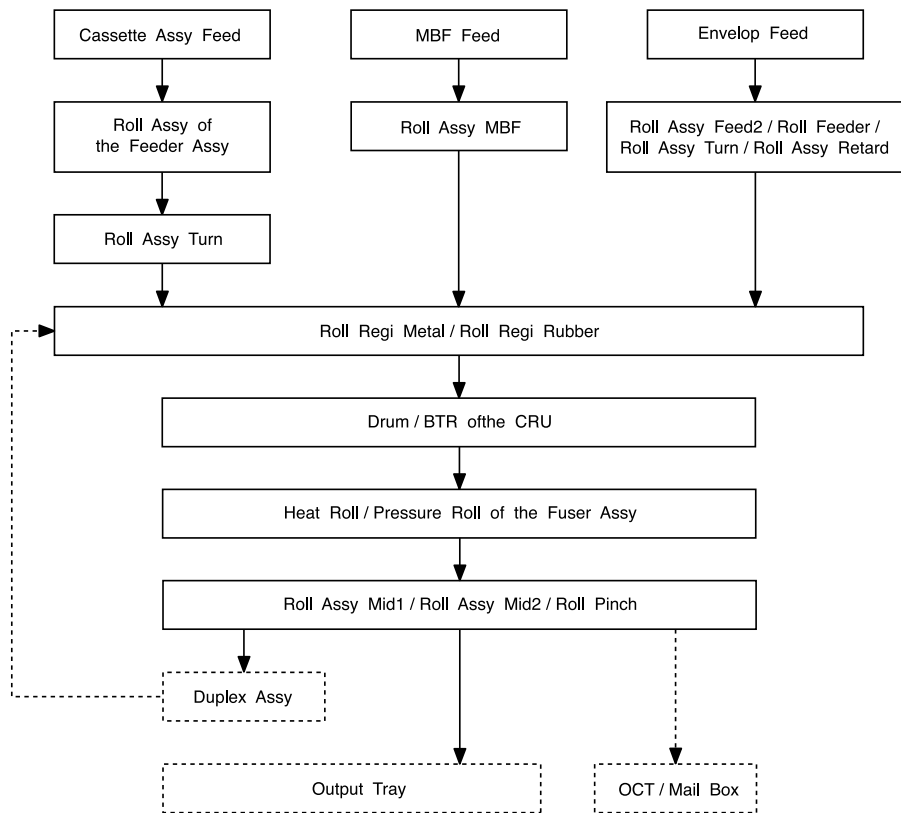 Cassette Assy Feed
MBF Feed
Envelop Feed
Roll Assy of
the Feeder Assy
Roll Assy MBF
Roll Assy Feed2 / Roll Feeder /
Roll Assy Turn / Roll Assy Retard
Roll Assy Turn
Roll Regi Metal / Roll Regi Rubber
Drum / BTR ofthe CRU
Heat Roll / Pressure Roll of the Fuser Assy
Roll Assy Mid1 / Roll Assy Mid2 / Roll Pinch
Duplex Assy
Output Tray
OCT / Mail Box